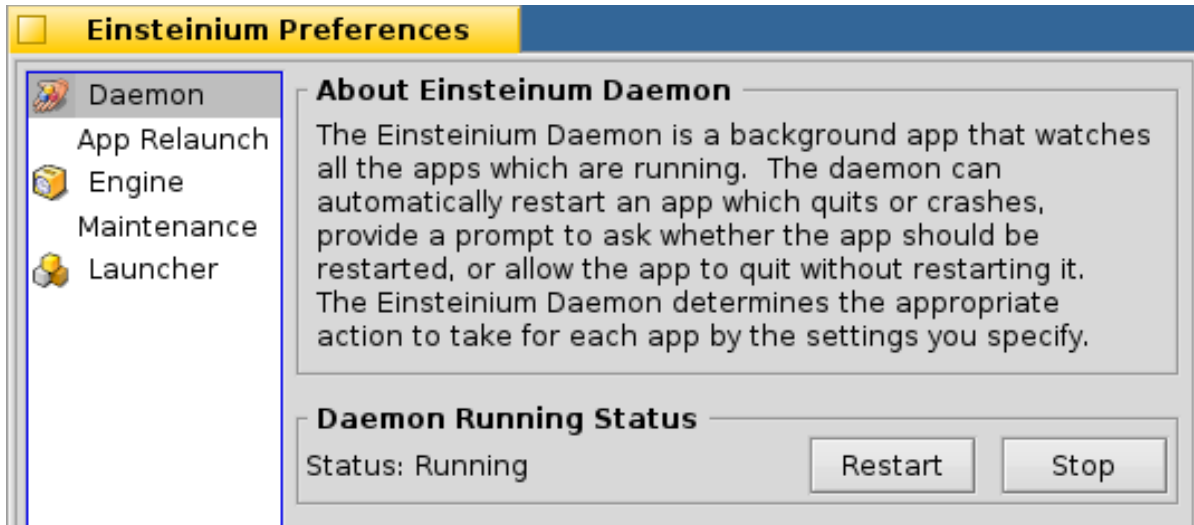 Einsteinium Preferences
Daemon
App Relaunch
Engine
Maintenance
Launcher
About Einsteinum Daemon
The Einsteinium Daemon is a background app that watches
all the apps which are running.  The daemon can
automatically restart an app which quits or crashes,
provide a prompt to ask whether the app should be
restarted, or allow the app to quit without restarting it.
The Einsteinium Daemon determines the appropriate
action to take for each app by the settings you specify.
Daemon Running Status
Status: Running
Restart
Stop